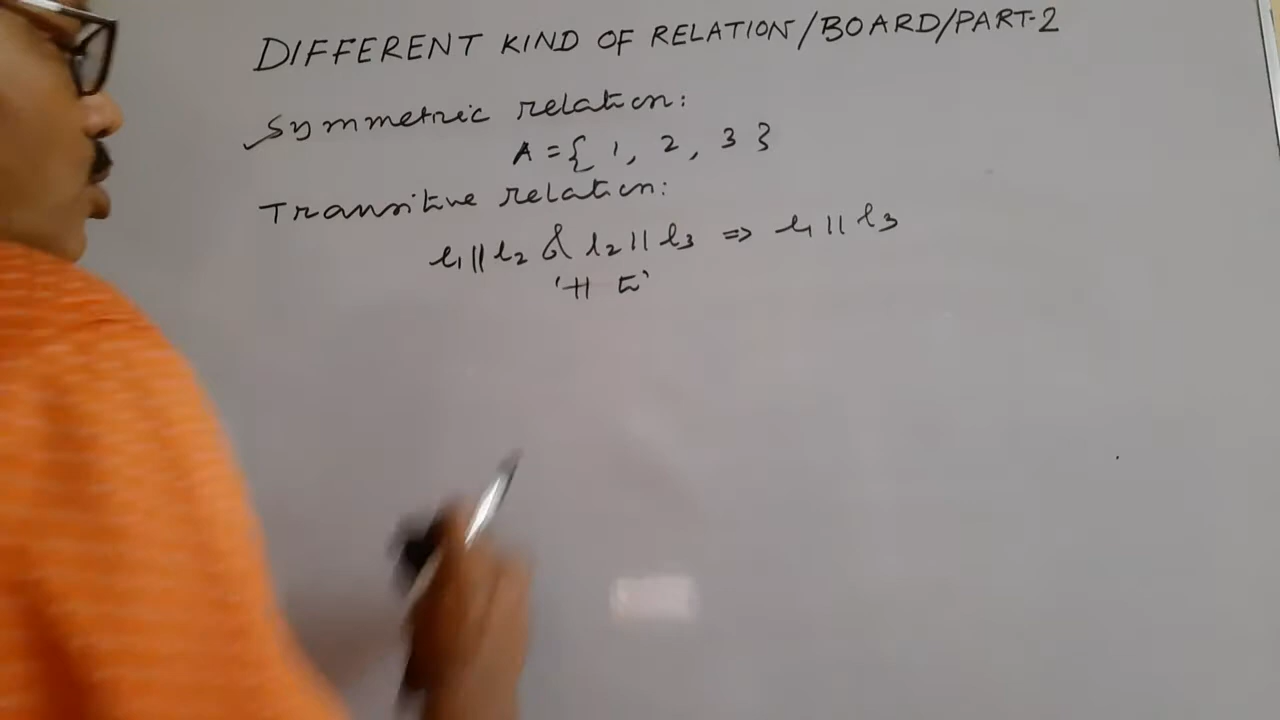 DIFFERENT KIND OF RELATION/BOARD/PART-2
Symmetric relation:
A = { 1, 2, 3 }
Transitive relation:
l1 || l2 & l2 || l3 => l1 || l3
'|| to'